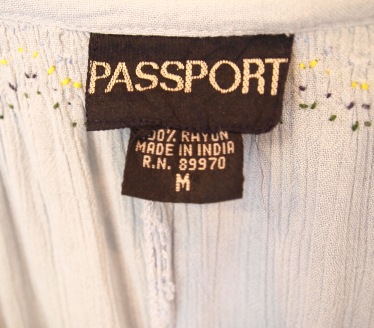 PASSPORT
00% RAYON
MADE IN INDIA
R.N. 89970
M